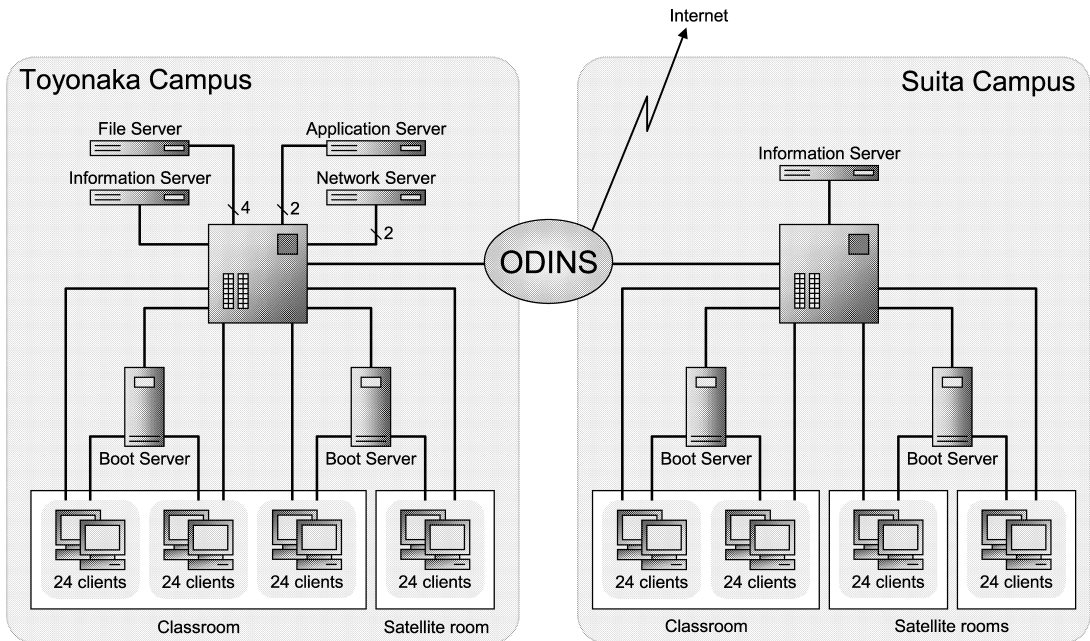 Internet
Toyonaka Campus
Suita Campus
File Server
Application Server
Information Server
Network Server
4
2
2
Information Server
ODINS
Boot Server
Boot Server
Boot Server
Boot Server
24 clients
24 clients
24 clients
24 clients
24 clients
24 clients
24 clients
24 clients
Classroom
Satellite room
Classroom
Satellite rooms